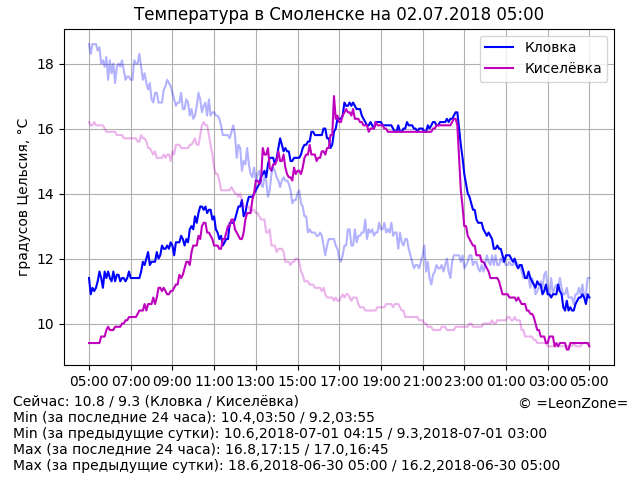 Температура в Смоленске на 02.07.2018 05:00
Кловка
Киселёвка
градусов Цельсия, °C
18
16
14
12
10
05:00 07:00 09:00 11:00 13:00 15:00 17:00 19:00 21:00 23:00 01:00 03:00 05:00
Сейчас: 10.8 / 9.3 (Кловка / Киселёвка)
© =LeonZone=
Min (за последние 24 часа): 10.4,03:50 / 9.2,03:55
Min (за предыдущие сутки): 10.6,2018-07-01 04:15 / 9.3,2018-07-01 03:00
Max (за последние 24 часа): 16.8,17:15 / 17.0,16:45
Max (за предыдущие сутки): 18.6,2018-06-30 05:00 / 16.2,2018-06-30 05:00